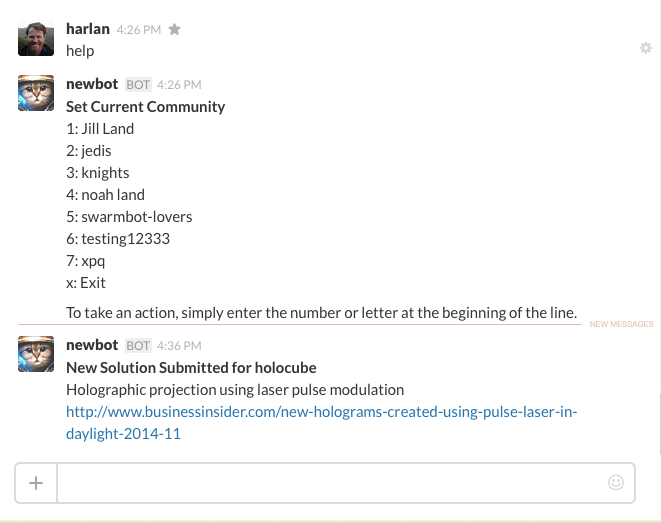 harlan 4:26 PM ★
help
newbot BOT 4:26 PM
Set Current Community
1: Jill Land
2: jedis
3: knights
4: noah land
5: swarmbot-lovers
6: testing12333
7: xpq
x: Exit
To take an action, simply enter the number or letter at the beginning of the line.
NEW MESSAGES
newbot BOT 4:36 PM
New Solution Submitted for holocube
Holographic projection using laser pulse modulation
http://www.businessinsider.com/new-holograms-created-using-pulse-laser-in-
daylight-2014-11